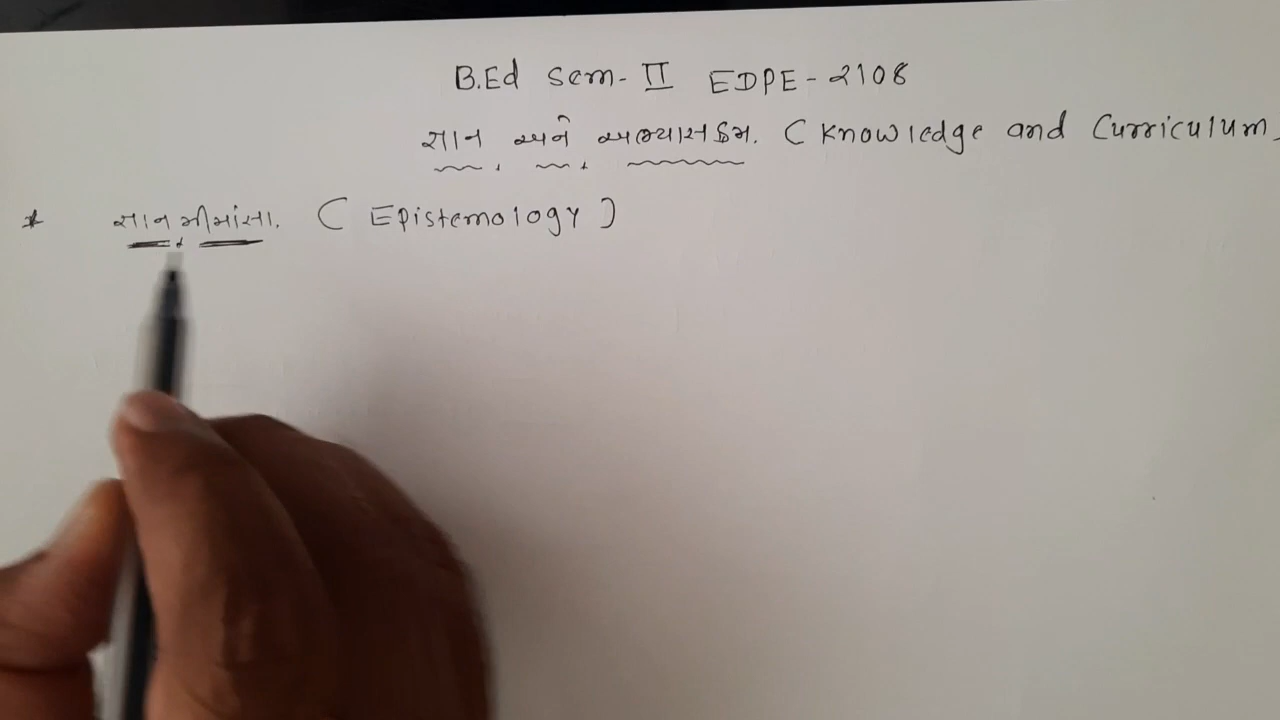 B.Ed Sem-II EDPE-2108
જ્ઞાન અને અભ્યાસક્રમ. (Knowledge and Curriculum.
* જ્ઞાનમીમાંસા. (Epistemology)